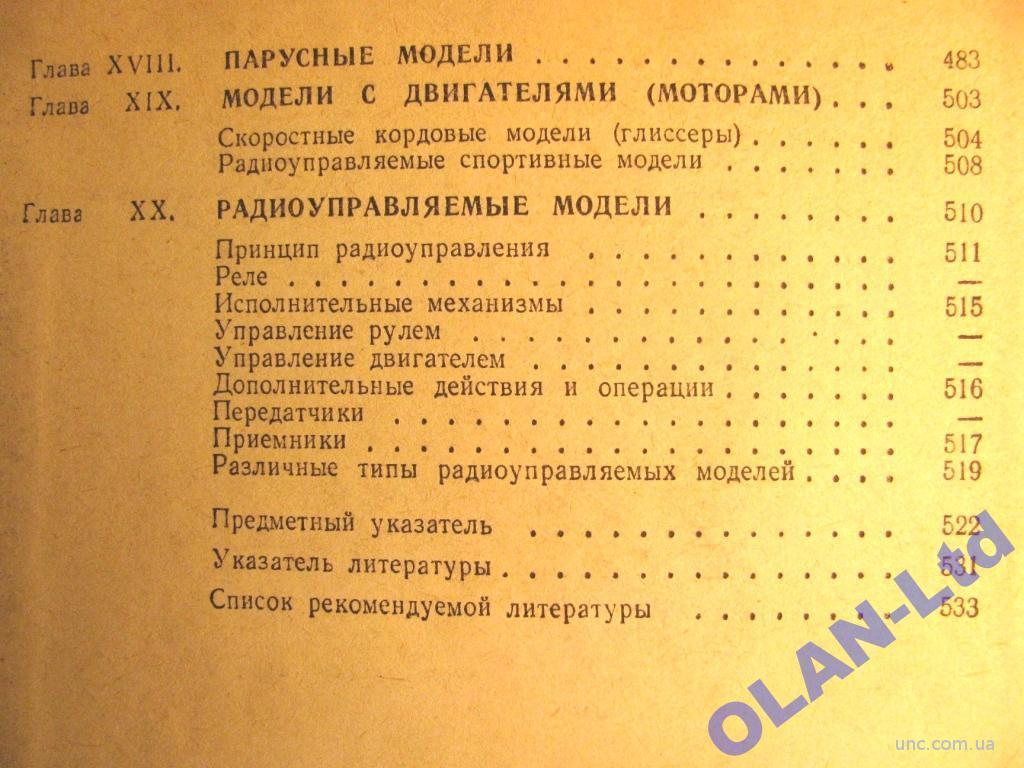 Глава XVIII. ПАРУСНЫЕ МОДЕЛИ . . . . . . . . . . . . . . 483
Глава XIX. МОДЕЛИ С ДВИГАТЕЛЯМИ (МОТОРАМИ) . . . 503
Скоростные кордовые модели (глиссеры) . . . . . . 504
Радиоуправляемые спортивные модели . . . . . . . 508
Глава XX. РАДИОУПРАВЛЯЕМЫЕ МОДЕЛИ . . . . . . . . 510
Принцип радиоуправления . . . . . . . . . . . 511
Реле . . . . . . . . . . . . . . . . . . . . . . —
Исполнительные механизмы . . . . . . . . . . . 515
Управление рулем . . . . . . . . . . . . . . . —
Управление двигателем . . . . . . . . . . . . . —
Дополнительные действия и операции . . . . . . 516
Передатчики . . . . . . . . . . . . . . . . . . —
Приемники . . . . . . . . . . . . . . . . . . . 517
Различные типы радиоуправляемых моделей . . . . 519
Предметный указатель . . . . . . . . . . . . . . 522
Указатель литературы . . . . . . . . . . . . . . 531
Список рекомендуемой литературы . . . . . . . . 533
OLAN-Ltd
unc.com.ua